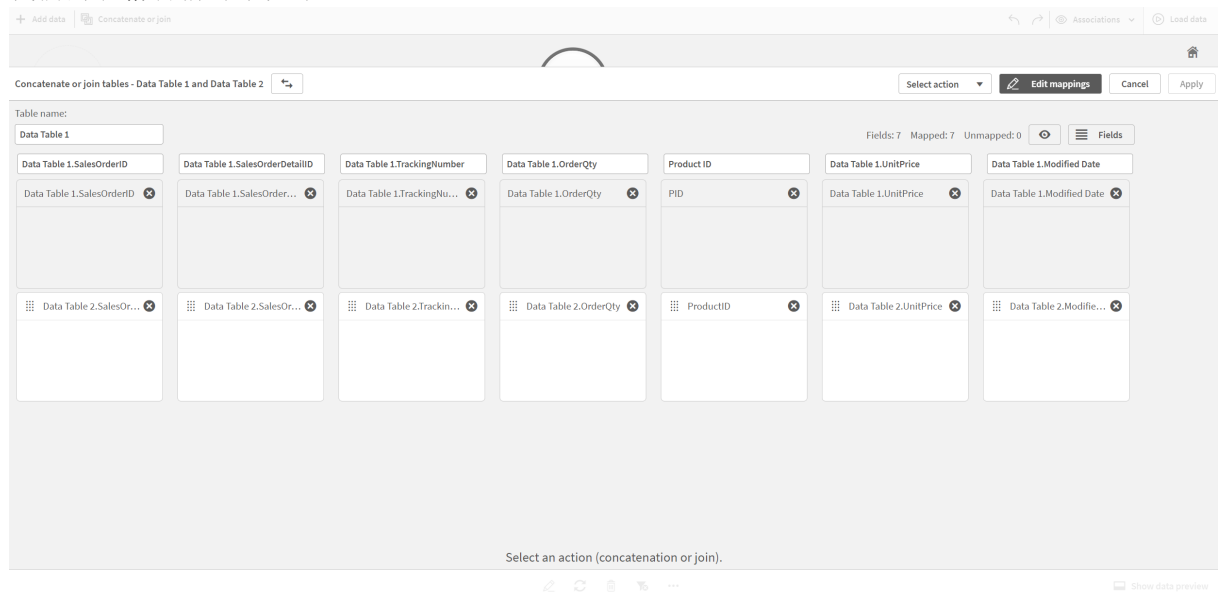 Add data Concatenate or join Associations Load data
Concatenate or join tables - Data Table 1 and Data Table 2 Select action Edit mappings Cancel Apply
Table name:
Data Table 1 Fields: 7 Mapped: 7 Unmapped: 0 Fields
Data Table 1.SalesOrderID Data Table 1.SalesOrderDetailID Data Table 1.TrackingNumber Data Table 1.OrderQty Product ID Data Table 1.UnitPrice Data Table 1.Modified Date
Data Table 1.SalesOrderID Data Table 1.SalesOrder... Data Table 1.TrackingNu... Data Table 1.OrderQty PID Data Table 1.UnitPrice Data Table 1.Modified Date
Data Table 2.SalesOr... Data Table 2.SalesOr... Data Table 2.Trackin... Data Table 2.OrderQty ProductID Data Table 2.UnitPrice Data Table 2.Modifie...
Select an action (concatenation or join).
Show data preview